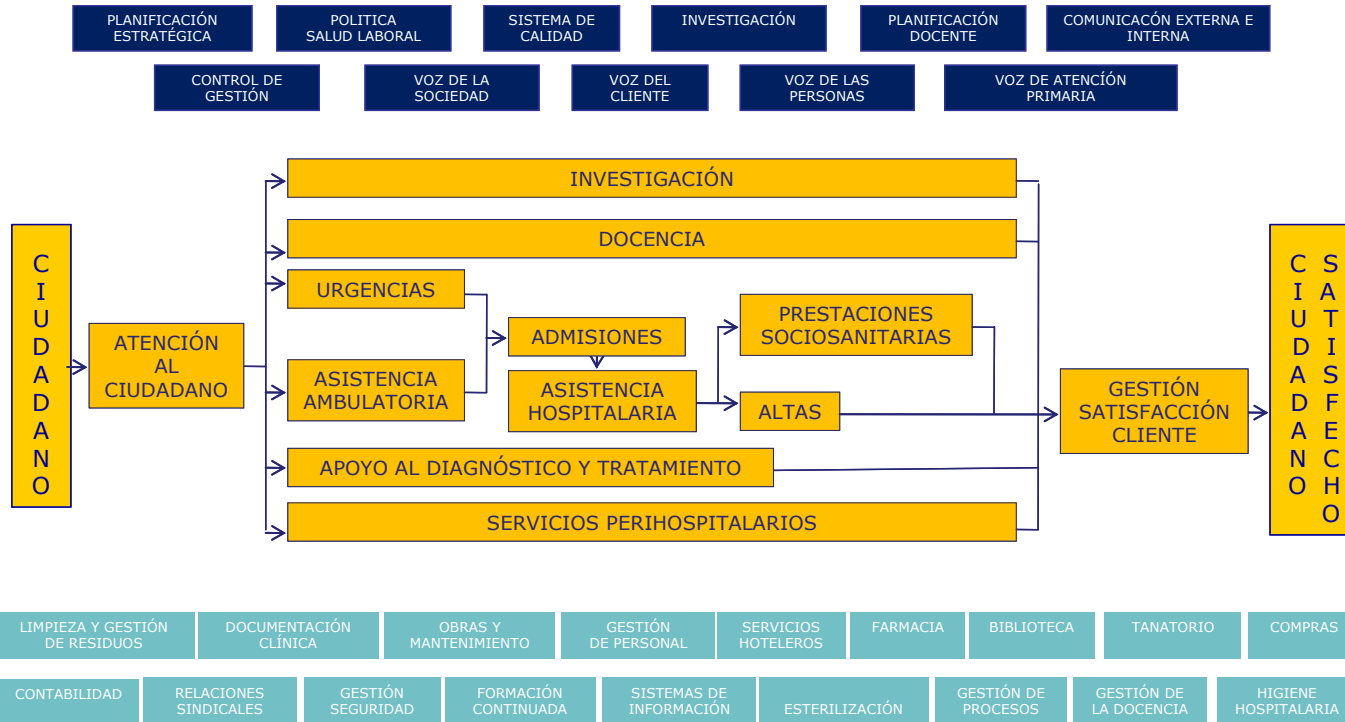 PLANIFICACIÓN
ESTRATÉGICA
POLITICA
SALUD LABORAL
SISTEMA DE
CALIDAD
INVESTIGACIÓN
PLANIFICACIÓN
DOCENTE
COMUNICACÓN EXTERNA E
INTERNA
CONTROL DE
GESTIÓN
VOZ DE LA
SOCIEDAD
VOZ DEL
CLIENTE
VOZ DE LAS
PERSONAS
VOZ DE ATENCÍÓN
PRIMARIA
CIUDADANO
ATENCIÓN
AL
CIUDADANO
INVESTIGACIÓN
DOCENCIA
URGENCIAS
ASISTENCIA
AMBULATORIA
ADMISIONES
ASISTENCIA
HOSPITALARIA
PRESTACIONES
SOCIOSANITARIAS
ALTAS
APOYO AL DIAGNÓSTICO Y TRATAMIENTO
SERVICIOS PERIHOSPITALARIOS
GESTIÓN
SATISFACCIÓN
CLIENTE
CIUDADANO
SATISFECHO
LIMPIEZA Y GESTIÓN
DE RESIDUOS
DOCUMENTACIÓN
CLÍNICA
OBRAS Y
MANTENIMIENTO
GESTIÓN
DE PERSONAL
SERVICIOS
HOTELEROS
FARMACIA
BIBLIOTECA
TANATORIO
COMPRAS
CONTABILIDAD
RELACIONES
SINDICALES
GESTIÓN
SEGURIDAD
FORMACIÓN
CONTINUADA
SISTEMAS DE
INFORMACIÓN
ESTERILIZACIÓN
GESTIÓN DE
PROCESOS
GESTIÓN DE
LA DOCENCIA
HIGIENE
HOSPITALARIA